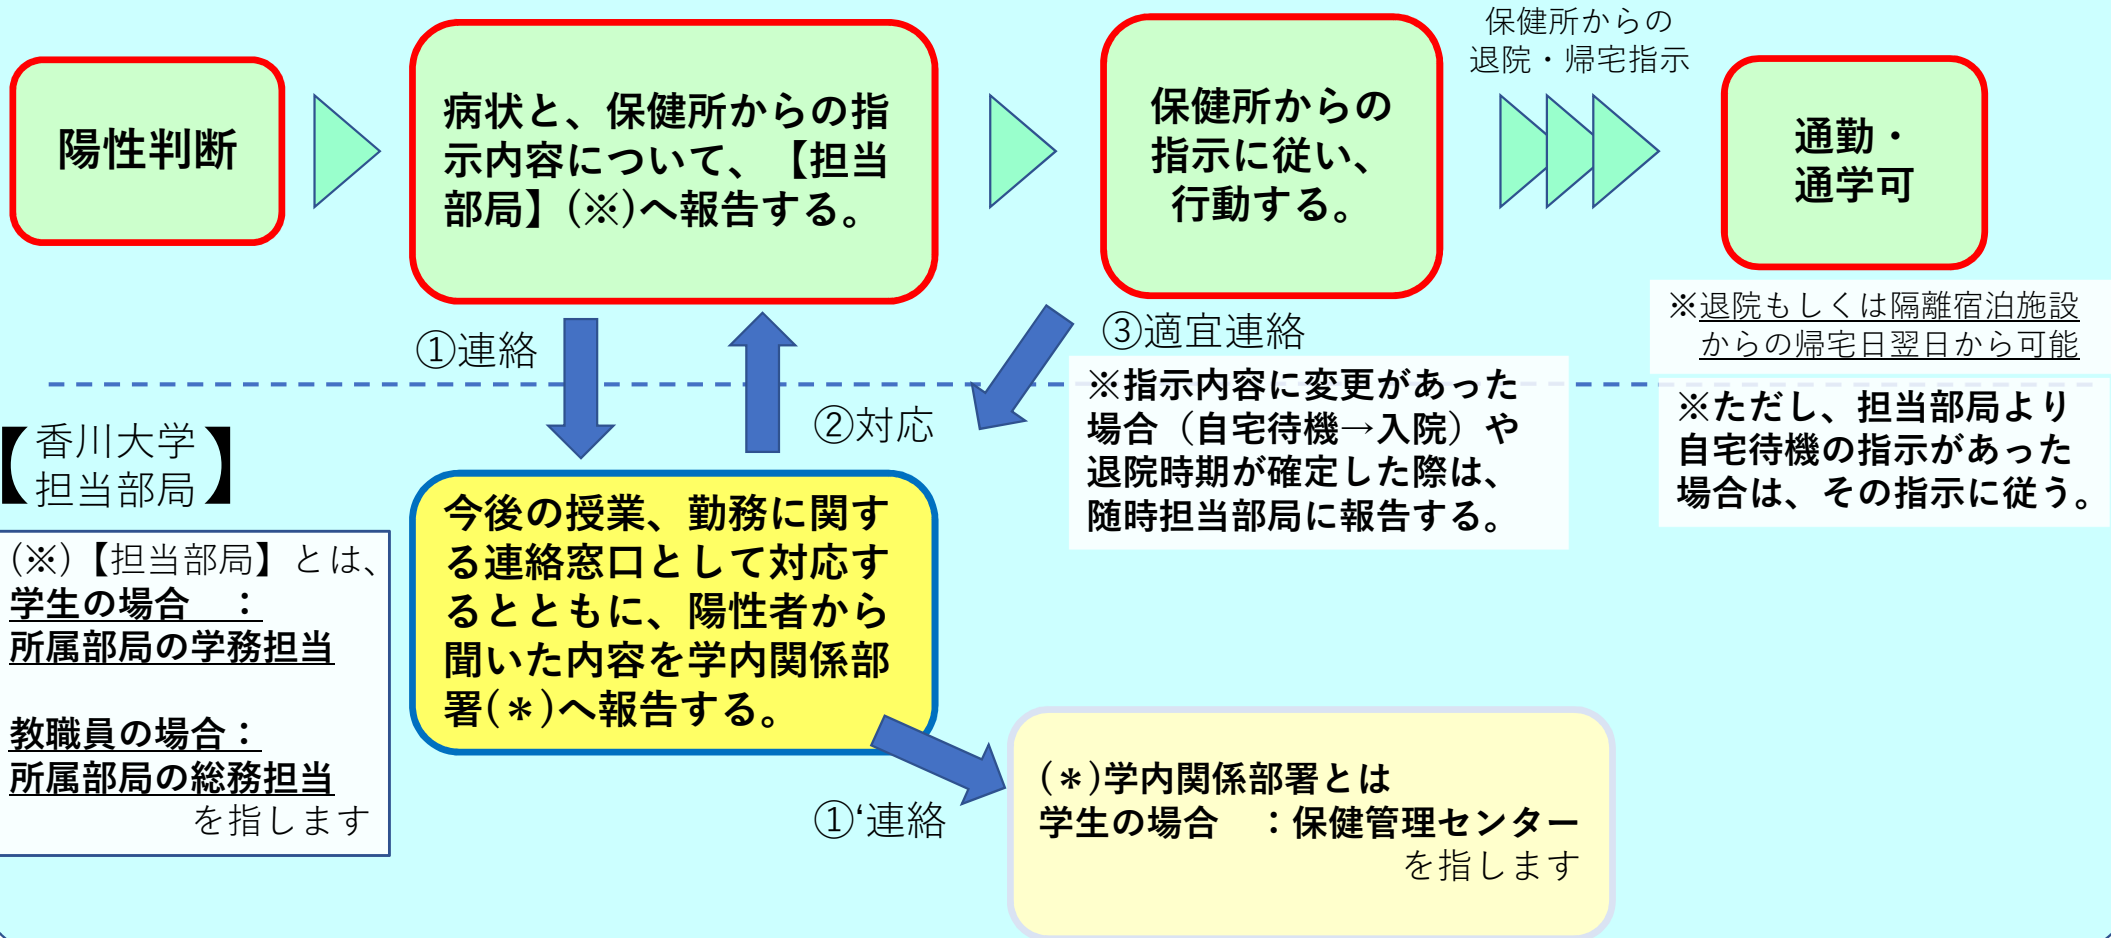 陽性判断
病状と、保健所からの指
示内容について、【担当
部局】(※)へ報告する。
保健所からの
指示に従い、
行動する。
保健所からの
退院・帰宅指示
通勤・
通学可
※退院もしくは隔離宿泊施設
からの帰宅日翌日から可能
※ただし、担当部局より
自宅待機の指示があった
場合は、その指示に従う。
①連絡
②対応
③適宜連絡
※指示内容に変更があった
場合（自宅待機→入院）や
退院時期が確定した際は、
随時担当部局に報告する。
【香川大学
担当部局】
(※)【担当部局】とは、
学生の場合　：
所属部局の学務担当
教職員の場合：
所属部局の総務担当
を指します
今後の授業、勤務に関す
る連絡窓口として対応す
るとともに、陽性者から
聞いた内容を学内関係部
署(＊)へ報告する。
①‘連絡
(＊)学内関係部署とは
学生の場合　：保健管理センター
を指します